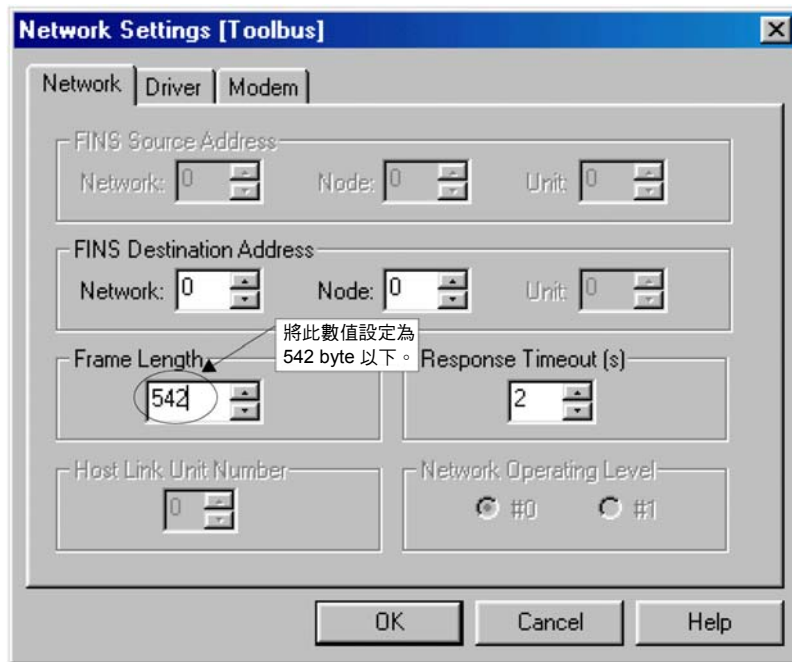 Network Settings [Toolbus]
Network Driver Modem
FINS Source Address
Network: 0 Node: 0 Unit: 0
FINS Destination Address
Network: 0 Node: 0 Unit: 0
將此數值設定為
542 byte 以下。
Frame Length
542
Response Timeout (s)
2
Host Link Unit Number
0
Network Operating Level
#0 #1
OK Cancel Help